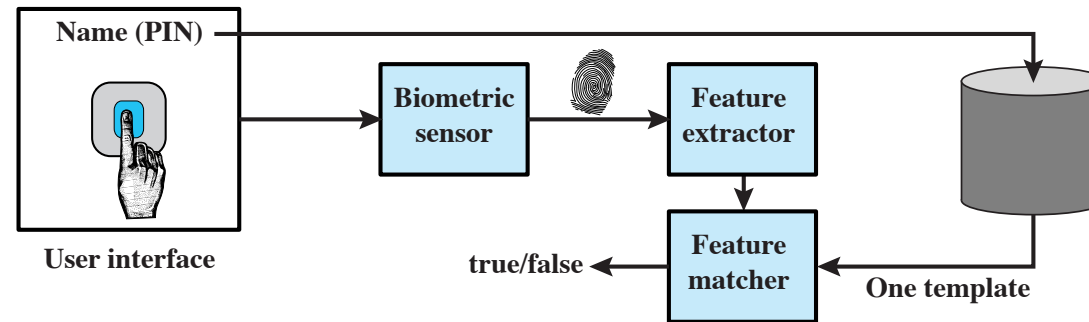 Name (PIN)
Biometric
sensor
Feature
extractor
User interface
true/false
Feature
matcher
One template